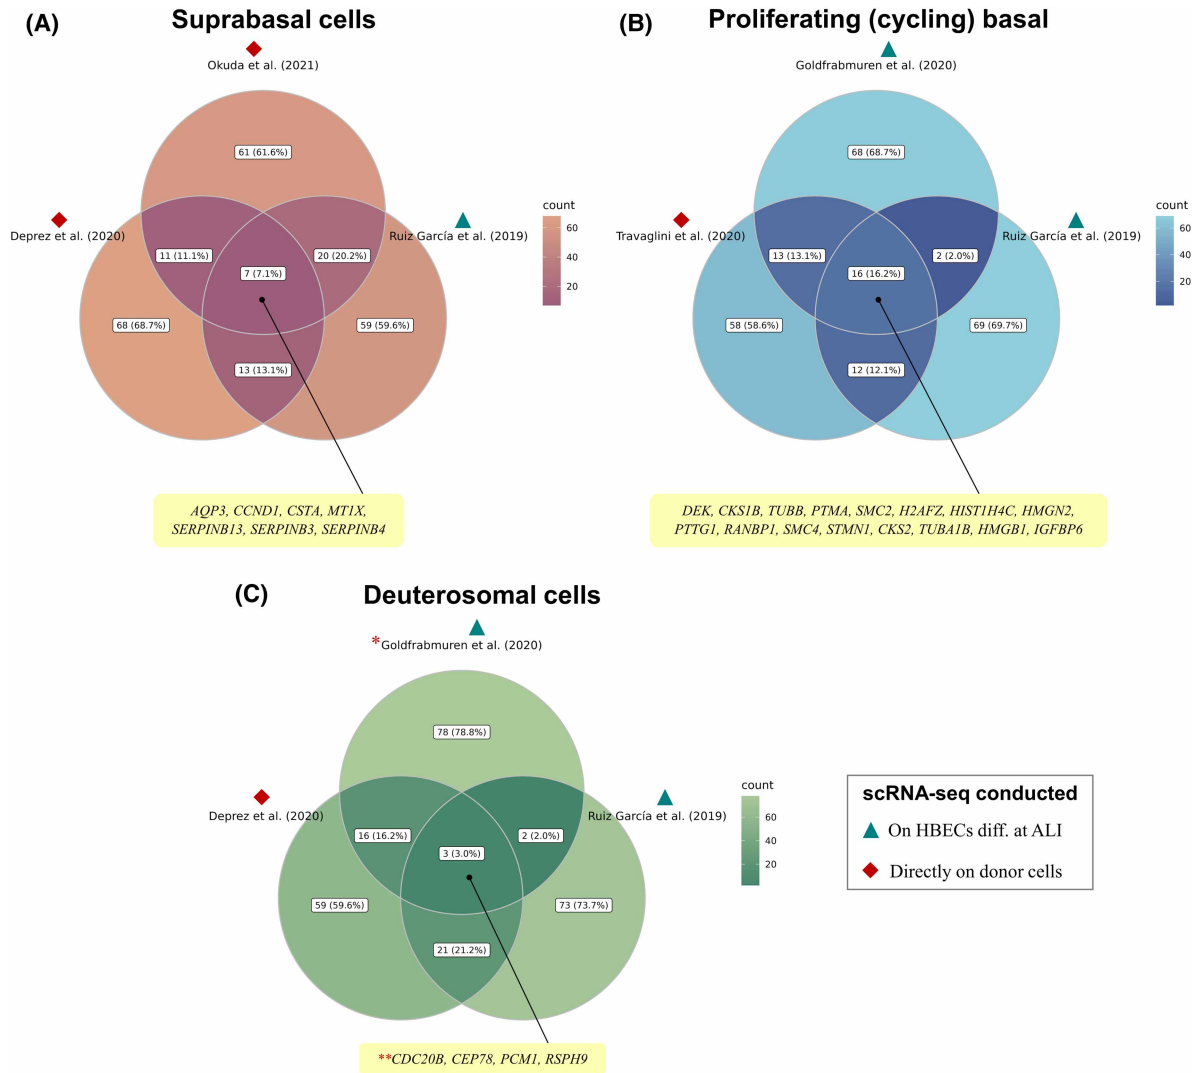 (A)
Suprabasal cells
Okuda et al. (2021)
61 (61.6%)
Deprez et al. (2020)
Ruiz García et al. (2019)
11 (11.1%)
20 (20.2%)
7 (7.1%)
68 (68.7%)
59 (59.6%)
13 (13.1%)
count
60
40
20
AQP3, CCND1, CSTA, MT1X,
SERPINB13, SERPINB3, SERPINB4
(B)
Proliferating (cycling) basal
Goldfrabmuren et al. (2020)
68 (68.7%)
Travaglini et al. (2020)
Ruiz García et al. (2019)
13 (13.1%)
2 (2.0%)
16 (16.2%)
58 (58.6%)
69 (69.7%)
12 (12.1%)
count
60
40
20
DEK, CKS1B, TUBB, PTMA, SMC2, H2AFZ, HIST1H4C, HMGN2,
PTTG1, RANBP1, SMC4, STMN1, CKS2, TUBA1B, HMGB1, IGFBP6
(C)
Deuterosomal cells
*Goldfrabmuren et al. (2020)
78 (78.8%)
Deprez et al. (2020)
Ruiz García et al. (2019)
16 (16.2%)
2 (2.0%)
3 (3.0%)
59 (59.6%)
73 (73.7%)
21 (21.2%)
count
60
40
20
**CDC20B, CEP78, PCM1, RSPH9
scRNA-seq conducted
On HBECs diff. at ALI
Directly on donor cells